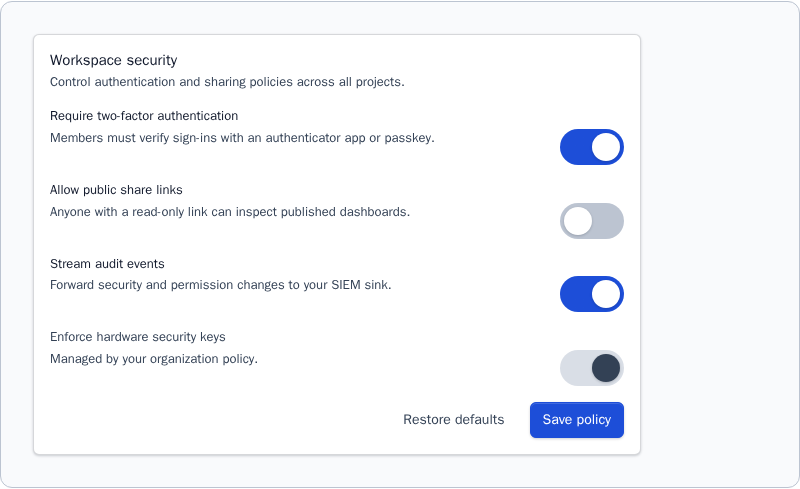 Workspace security
Control authentication and sharing policies across all projects.
Require two-factor authentication
Members must verify sign-ins with an authenticator app or passkey.
Allow public share links
Anyone with a read-only link can inspect published dashboards.
Stream audit events
Forward security and permission changes to your SIEM sink.
Enforce hardware security keys
Managed by your organization policy.
Restore defaults
Save policy